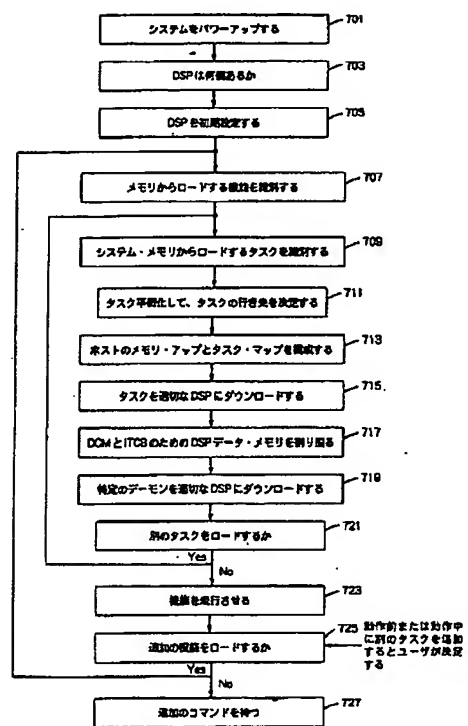 システムをパワーアップする
701
DSPは何個あるか
703
DSPを初期設定する
705
メモリからロードする機能を識別する
707
システム・メモリからロードするタスクを識別する
709
タスク平衡化して、タスクの行き先を決定する
711
ホストのメモリ・アップとタスク・マップを構成する
713
タスクを適切なDSPにダウンロードする
715
DCMとITCBのためのDSPデータ・メモリを割り振る
717
特定のデーモンを適切なDSPにダウンロードする
719
別のタスクをロードするか
721
Yes
No
機能を走行させる
723
追加の機能をロードするか
725
動作前または動作中
に別のタスクを追加
するとユーザが決定
する
Yes
No
追加のコマンドを待つ
727